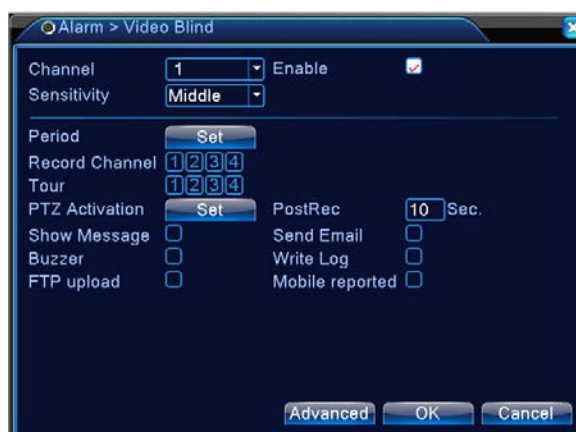 Alarm > Video Blind
Channel 1 Enable
Sensitivity Middle
Period Set
Record Channel 1 2 3 4
Tour 1 2 3 4
PTZ Activation Set PostRec 10 Sec.
Show Message Send Email
Buzzer Write Log
FTP upload Mobile reported
Advanced OK Cancel